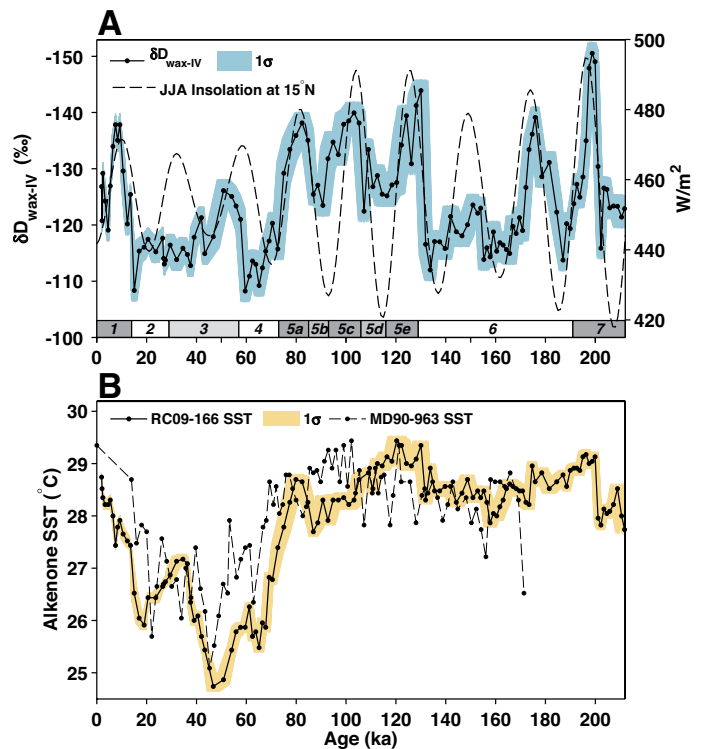 A
δD_wax-IV 1σ
JJA Insolation at 15°N
-150
-140
-130
-120
-110
-100
δD_wax-IV (‰)
500
480
460
440
420
W/m²
1 2 3 4 5a 5b 5c 5d 5e 6 7
0 20 40 60 80 100 120 140 160 180 200
B
RC09-166 SST 1σ MD90-963 SST
30
29
28
27
26
25
Alkenone SST (°C)
0 20 40 60 80 100 120 140 160 180 200
Age (ka)